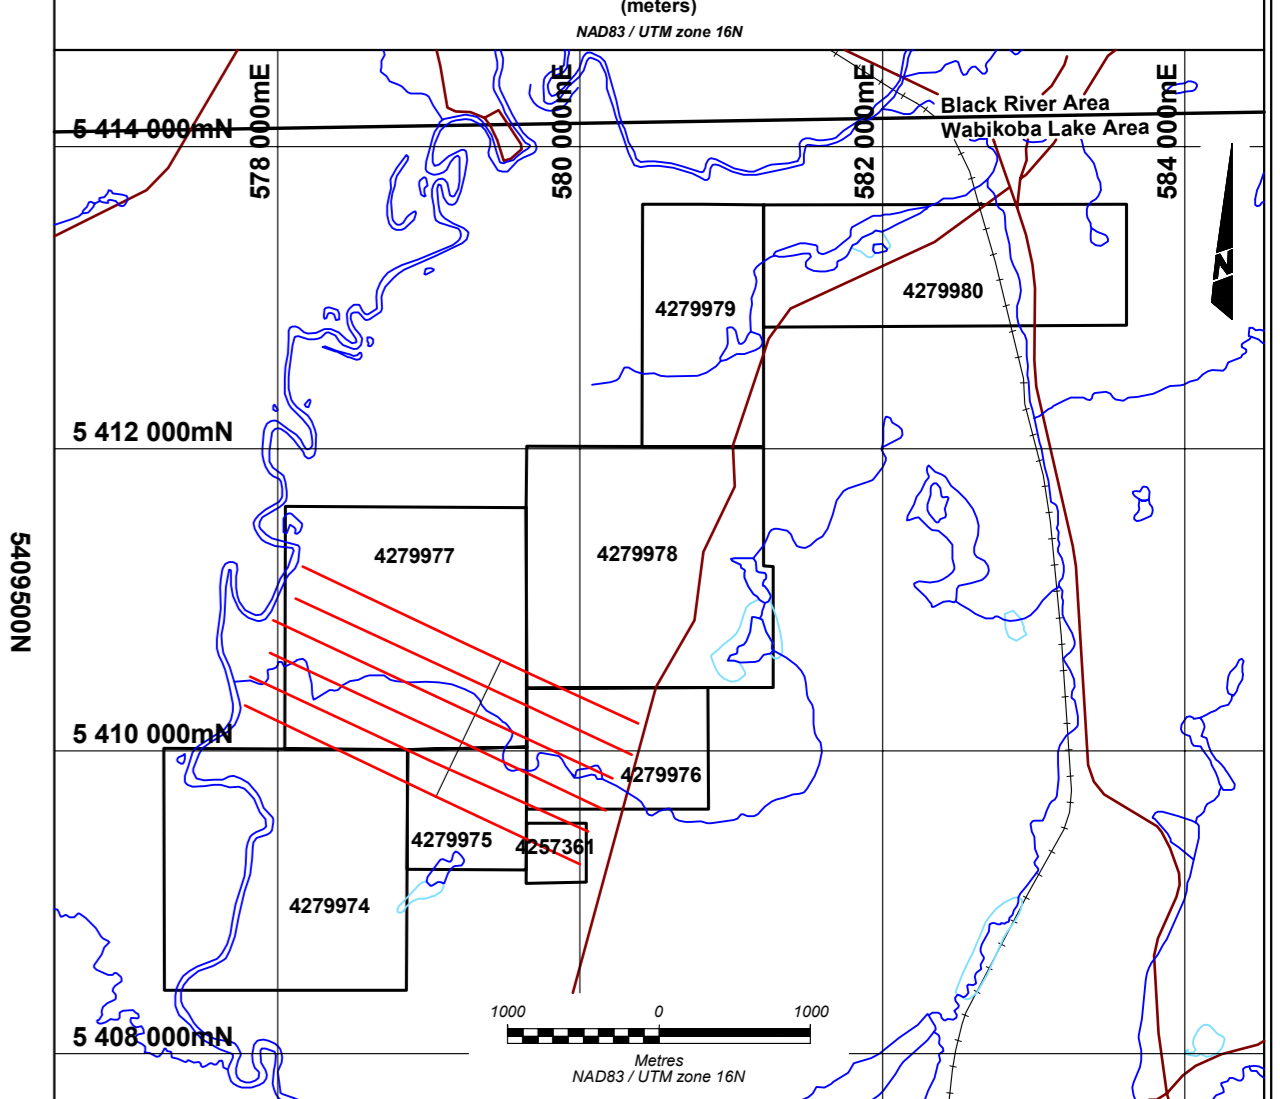 (meters)
NAD83 / UTM zone 16N
578 000mE
580 000mE
582 000mE
584 000mE
Black River Area
5 414 000mN
Wabikoba Lake Area
N
4279980
4279979
5 412 000mN
4279977
4279978
5409500N
5 410 000mN
4279976
4279975
4257361
4279974
1000 0 1000
5 408 000mN
Metres
NAD83 / UTM zone 16N